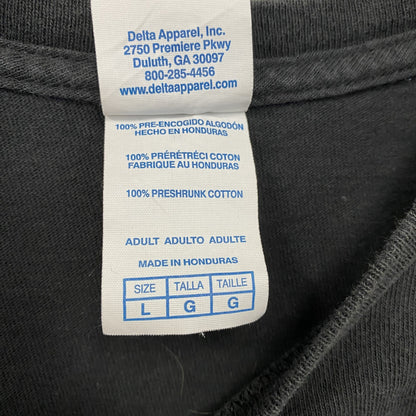 Delta Apparel, Inc.
2750 Premiere Pkwy
Duluth, GA 30097
800-285-4456
www.deltaapparel.com
100% PRE-ENCOGIDO ALGODÓN
HECHO EN HONDURAS
100% PRÉRÉTRÉCI COTON
FABRIQUE AU HONDURAS
100% PRESHRUNK COTTON
ADULT ADULTO ADULTE
MADE IN HONDURAS
SIZE TALLA TAILLE
L G G